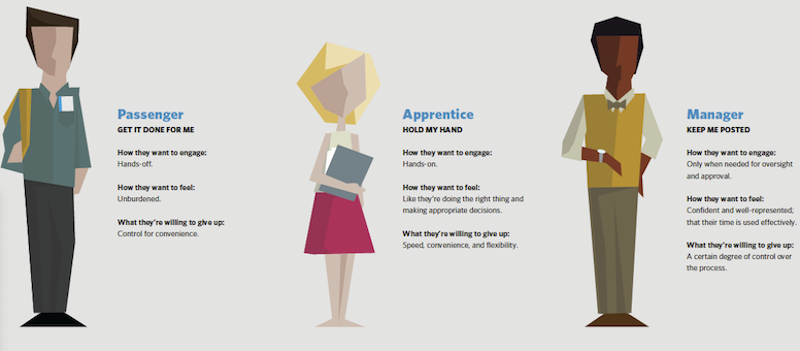 Passenger
GET IT DONE FOR ME
How they want to engage:
Hands-off.
How they want to feel:
Unburdened.
What they're willing to give up:
Control for convenience.
Apprentice
HOLD MY HAND
How they want to engage:
Hands-on.
How they want to feel:
Like they're doing the right thing and
making appropriate decisions.
What they're willing to give up:
Speed, convenience, and flexibility.
Manager
KEEP ME POSTED
How they want to engage:
Only when needed for oversight
and approval.
How they want to feel:
Confident and well-represented;
that their time is used effectively.
What they're willing to give up:
A certain degree of control over
the process.